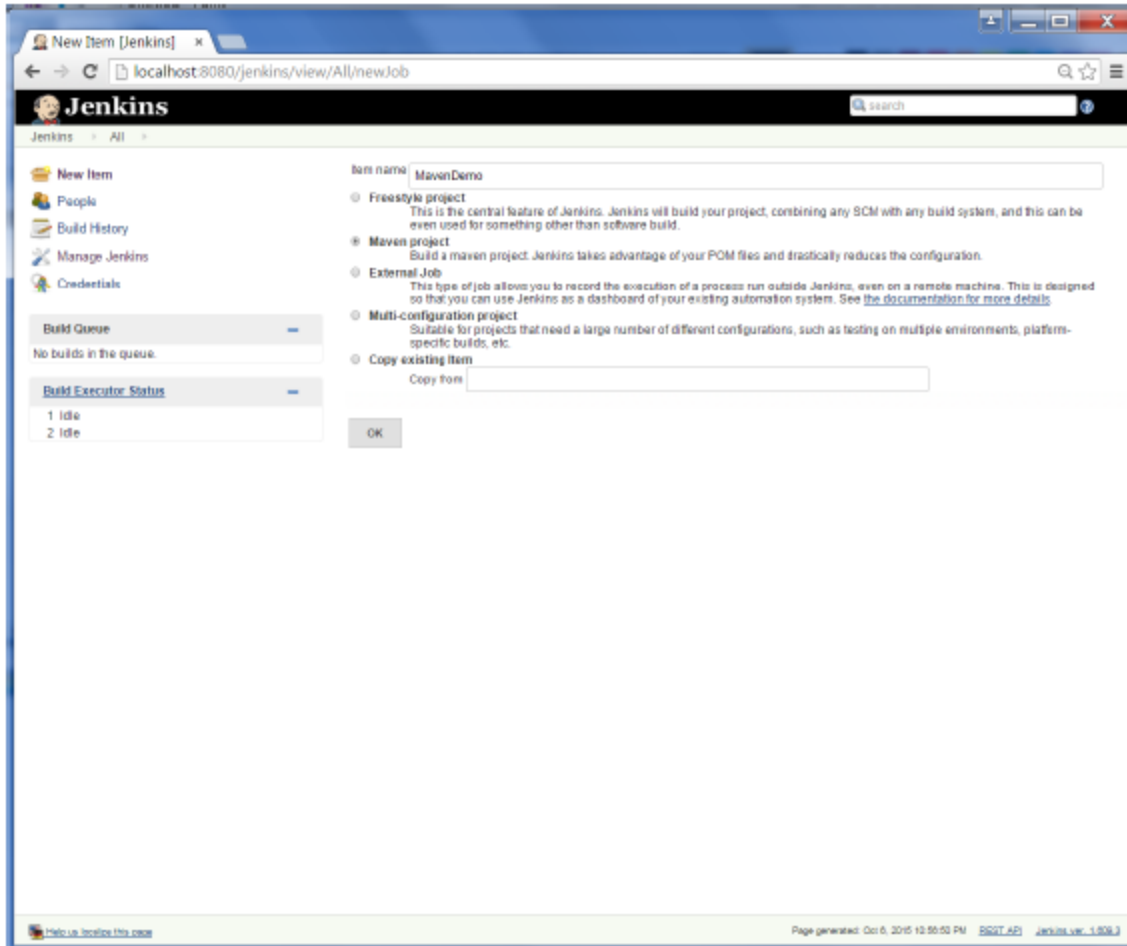 New Item [Jenkins]
localhost:8080/jenkins/view/All/newJob
Jenkins
search
Jenkins
All
New Item
People
Build History
Manage Jenkins
Credentials
Build Queue
No builds in the queue.
Build Executor Status
1 Idle
2 Idle
Item name MavenDemo
Freestyle project
This is the central feature of Jenkins. Jenkins will build your project, combining any SCM with any build system, and this can be
even used for something other than software build.
Maven project
Build a maven project. Jenkins takes advantage of your POM files and drastically reduces the configuration.
External Job
This type of job allows you to record the execution of a process run outside Jenkins, even on a remote machine. This is designed
so that you can use Jenkins as a dashboard of your existing automation system. See the documentation for more details.
Multi-configuration project
Suitable for projects that need a large number of different configurations, such as testing on multiple environments, platform-
specific builds, etc.
Copy existing Item
Copy from
OK
Help us localize this page
Page generated: Oct 6, 2015 10:56:50 PM REST API Jenkins ver. 1.609.3